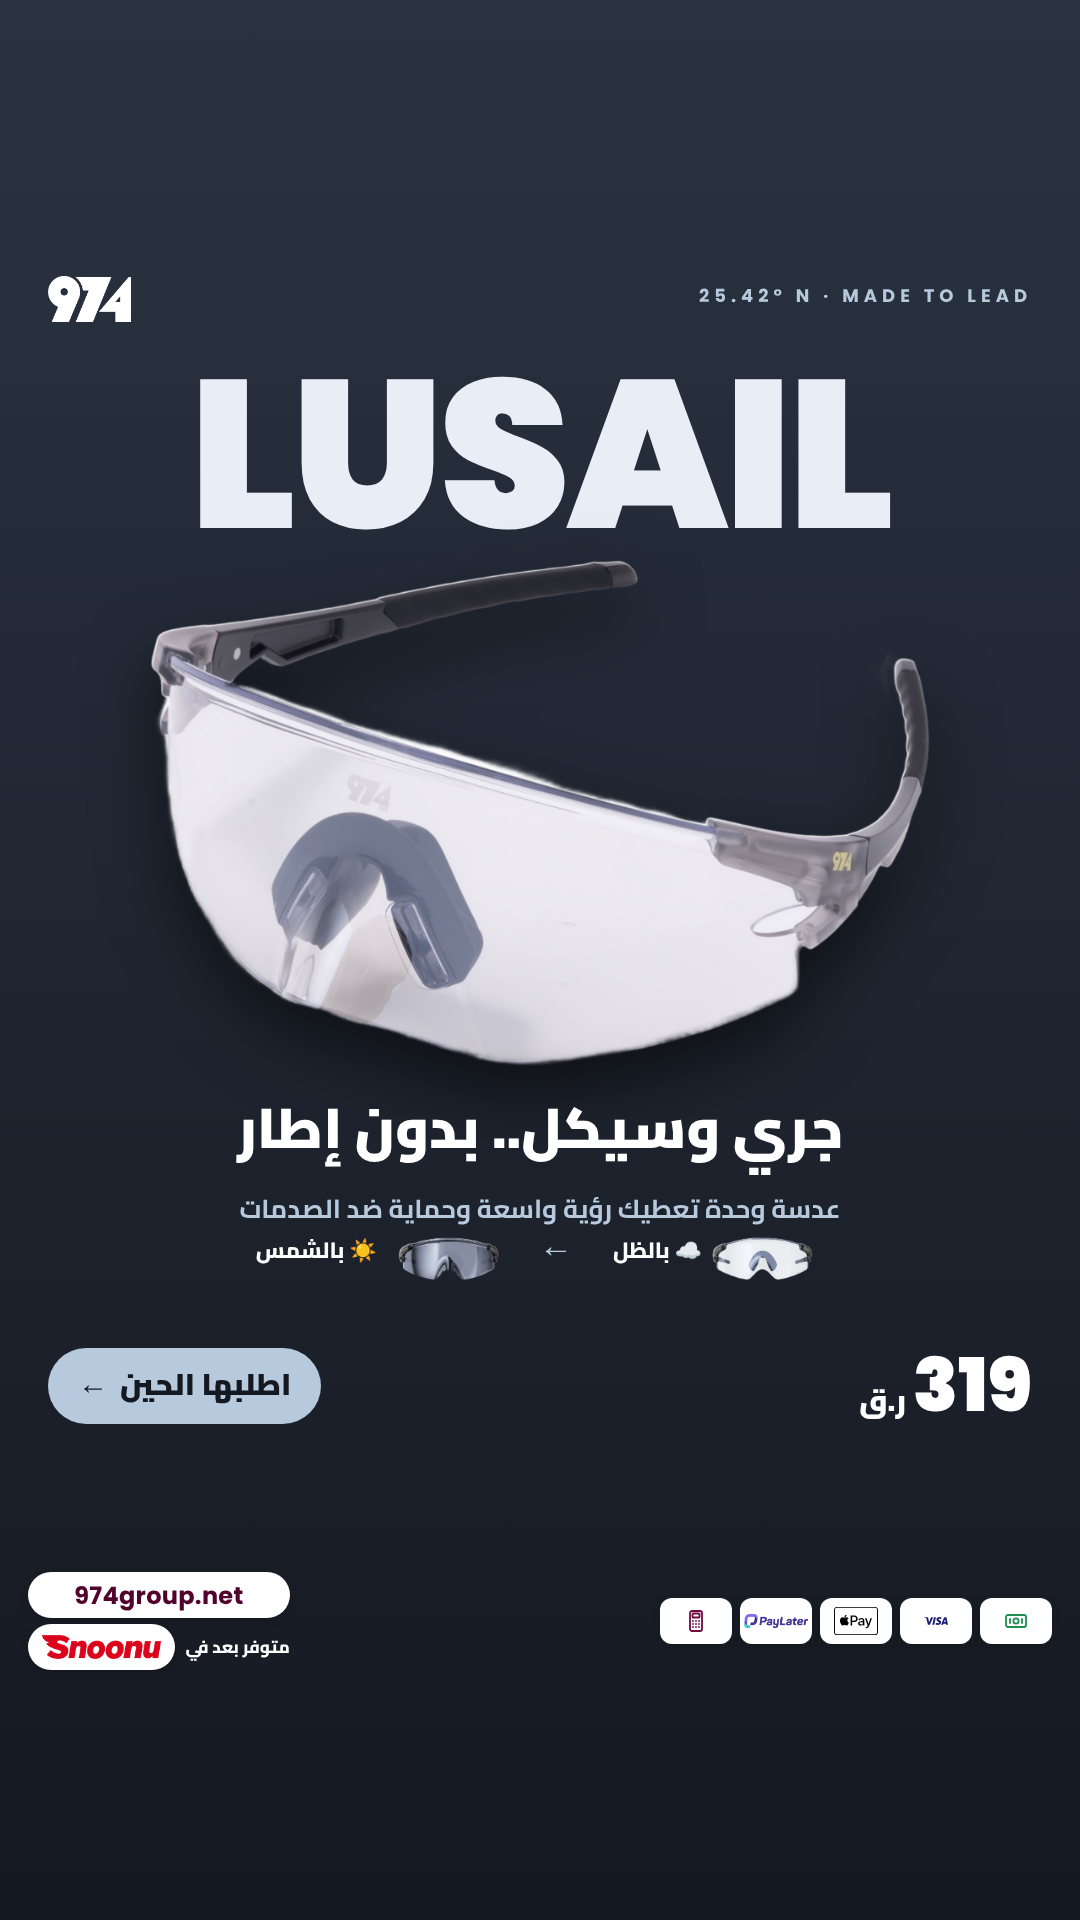 974
25.42° N · MADE TO LEAD
LUSAIL
974
974
جري وسيكل.. بدون إطار
عدسة وحدة تعطيك رؤية واسعة وحماية ضد الصدمات
☁️ بالظل ← ☀️ بالشمس
319 ر.ق
اطلبها الحين ←
974group.net
متوفر بعد في Snoonu
PayLater
Pay
VISA